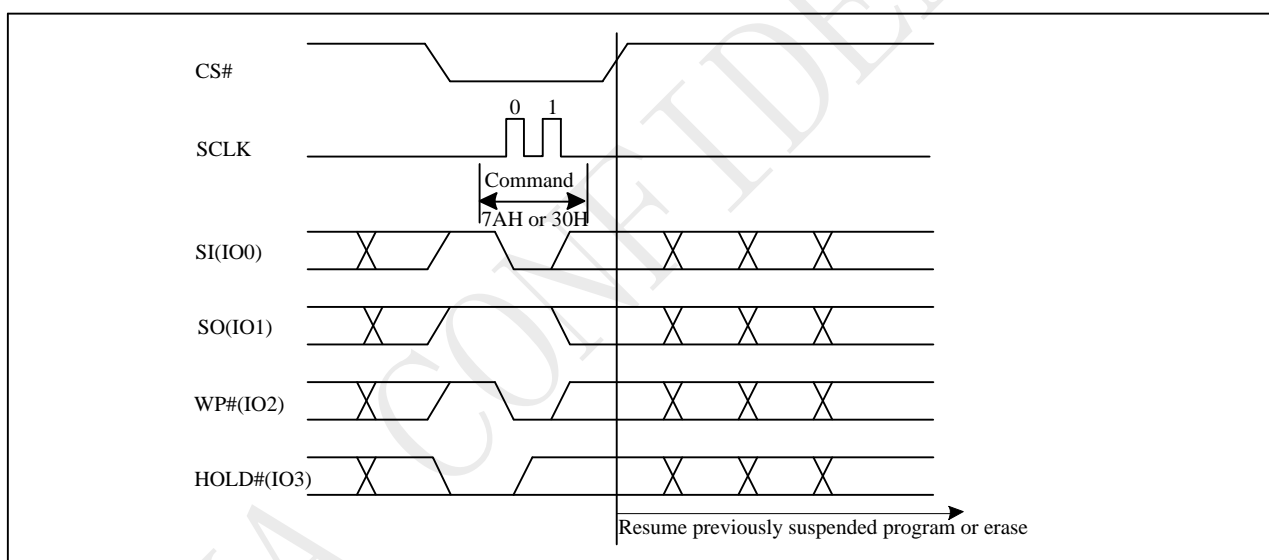 CS#
0 1
SCLK
Command
7AH or 30H
SI(IO0)
SO(IO1)
WP#(IO2)
HOLD#(IO3)
Resume previously suspended program or erase